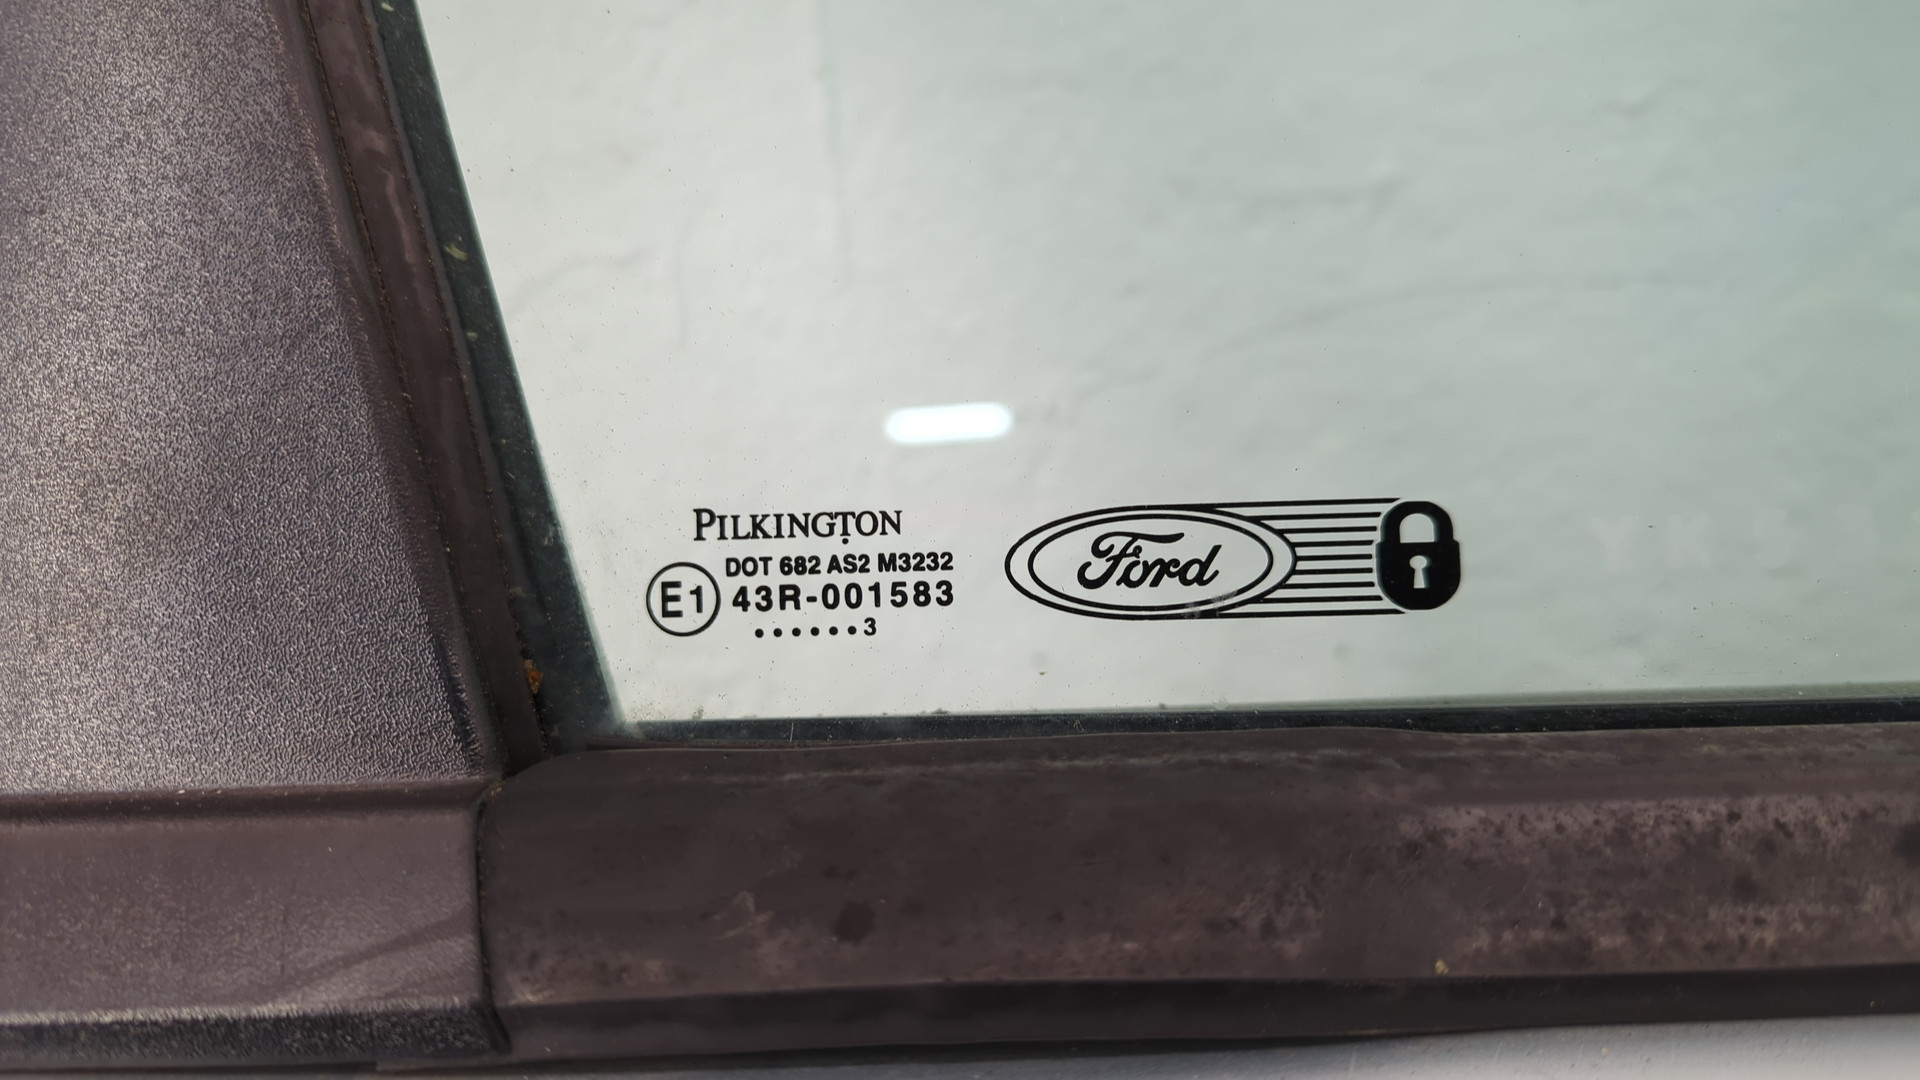 PILKINGTON
DOT 682 AS2 M3232
E1 43R-001583
......3
Ford